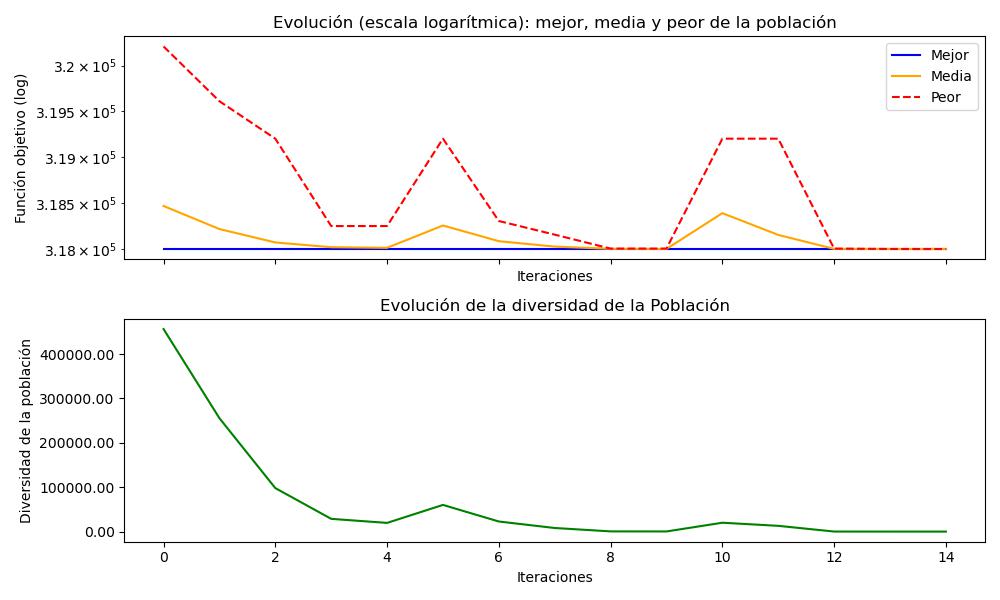 Evolución (escala logarítmica): mejor, media y peor de la población
Función objetivo (log)
3.2 × 10⁵
3.195 × 10⁵
3.19 × 10⁵
3.185 × 10⁵
3.18 × 10⁵
Mejor
Media
Peor
Iteraciones
Evolución de la diversidad de la Población
Diversidad de la población
400000.00
300000.00
200000.00
100000.00
0.00
0 2 4 6 8 10 12 14
Iteraciones